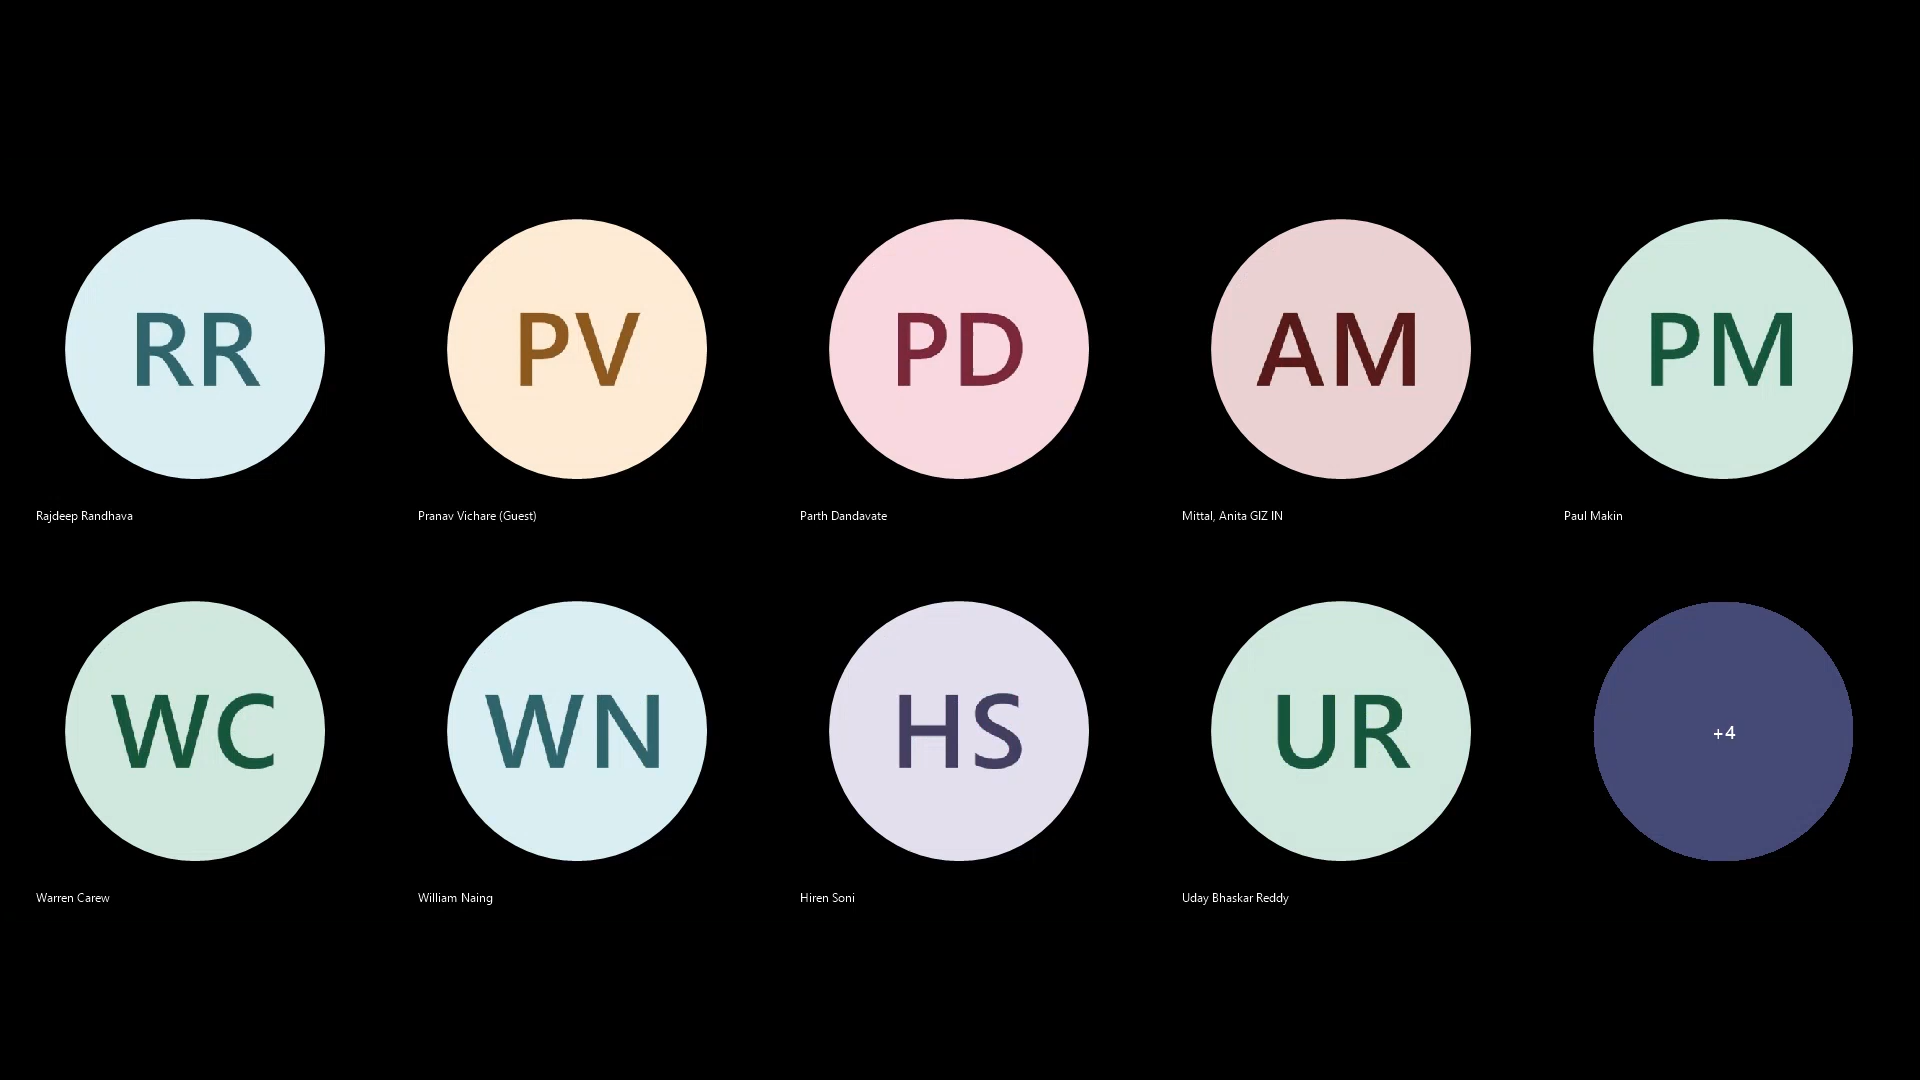 RR
PV
PD
AM
PM
Rajdeep Randhava
Pranav Vichare (Guest)
Parth Dandavate
Mittal, Anita GIZ IN
Paul Makin
WC
WN
HS
UR
+4
Warren Carew
William Naing
Hiren Soni
Uday Bhaskar Reddy